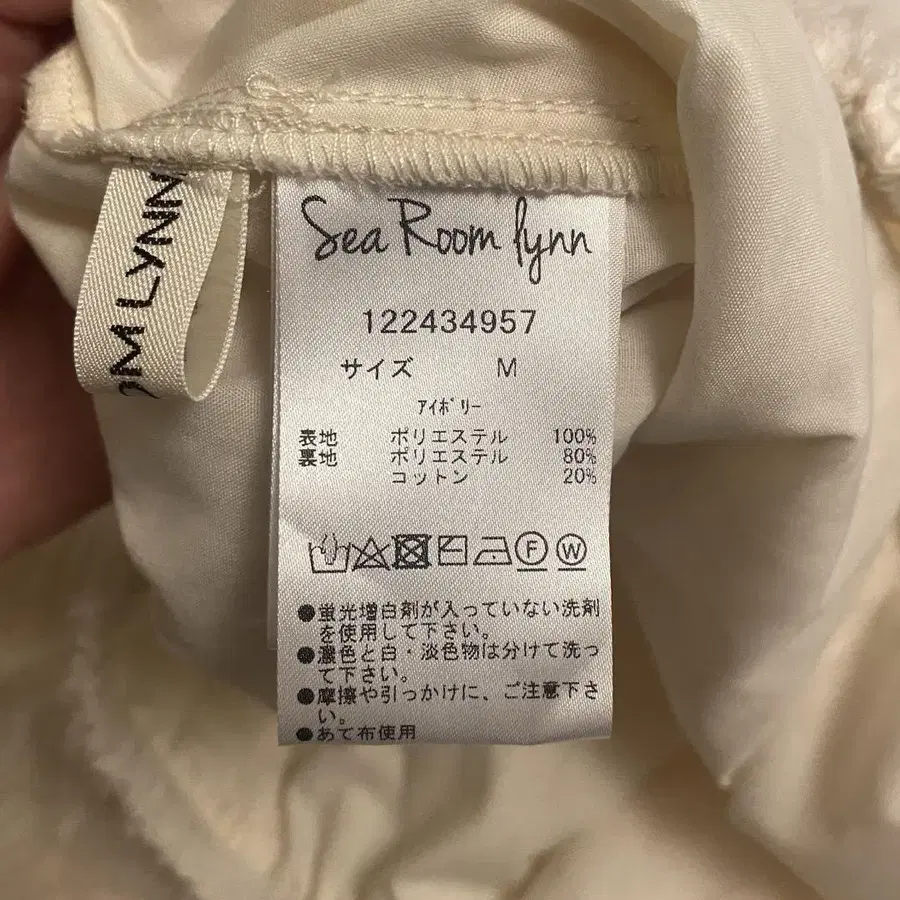 OM LYNN
Sea Room lynn
122434957
サイズ M
ｱｲﾎﾞﾘｰ
表地 ポリエステル 100%
裏地 ポリエステル 80%
コットン 20%
F W
●蛍光増白剤が入っていない洗剤
を使用して下さい。
●濃色と白・淡色物は分けて洗っ
て下さい。
●摩擦や引っかけに、ご注意下さ
い。
●あて布使用